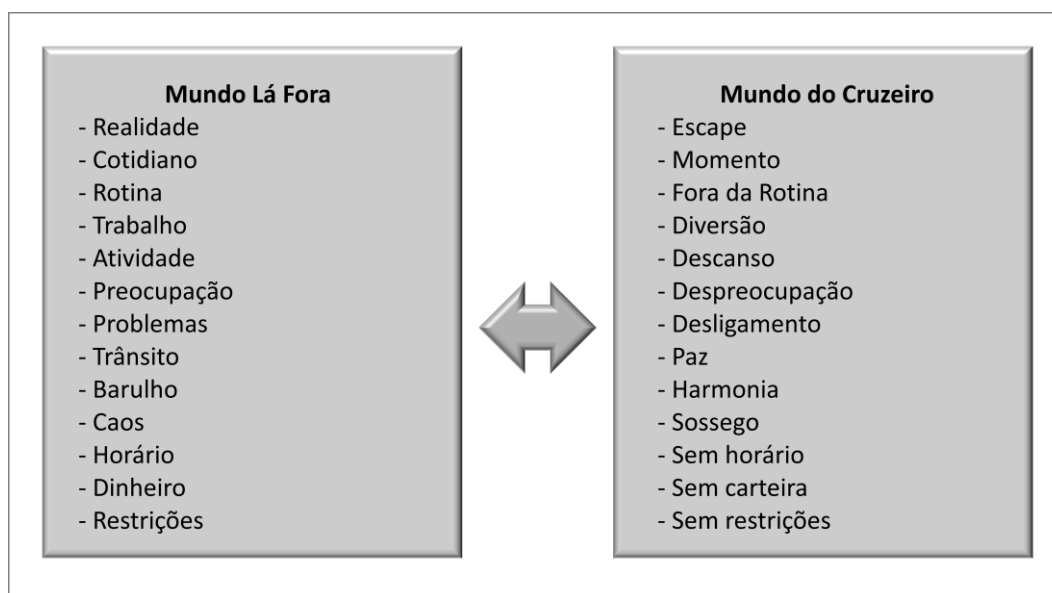 Mundo Lá Fora
- Realidade
- Cotidiano
- Rotina
- Trabalho
- Atividade
- Preocupação
- Problemas
- Trânsito
- Barulho
- Caos
- Horário
- Dinheiro
- Restrições
Mundo do Cruzeiro
- Escape
- Momento
- Fora da Rotina
- Diversão
- Descanso
- Despreocupação
- Desligamento
- Paz
- Harmonia
- Sossego
- Sem horário
- Sem carteira
- Sem restrições